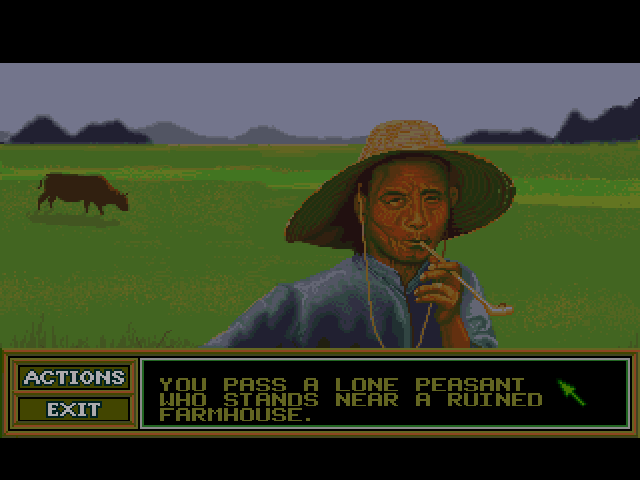 ACTIONS
EXIT
YOU PASS A LONE PEASANT
WHO STANDS NEAR A RUINED
FARMHOUSE.